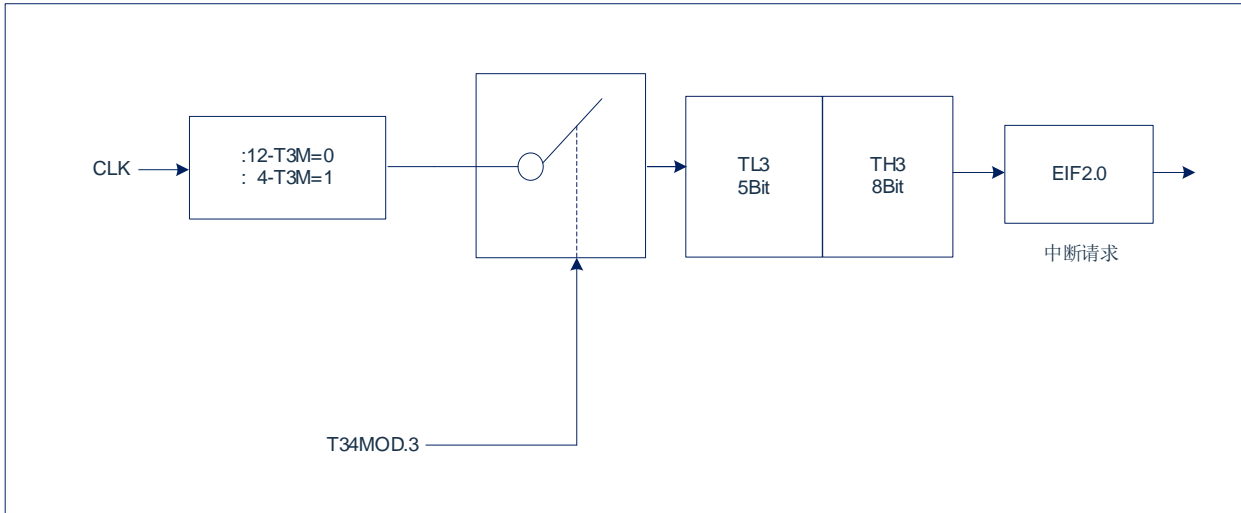 CLK
:12-T3M=0
: 4-T3M=1
TL3
5Bit
TH3
8Bit
EIF2.0
中断请求
T34MOD.3